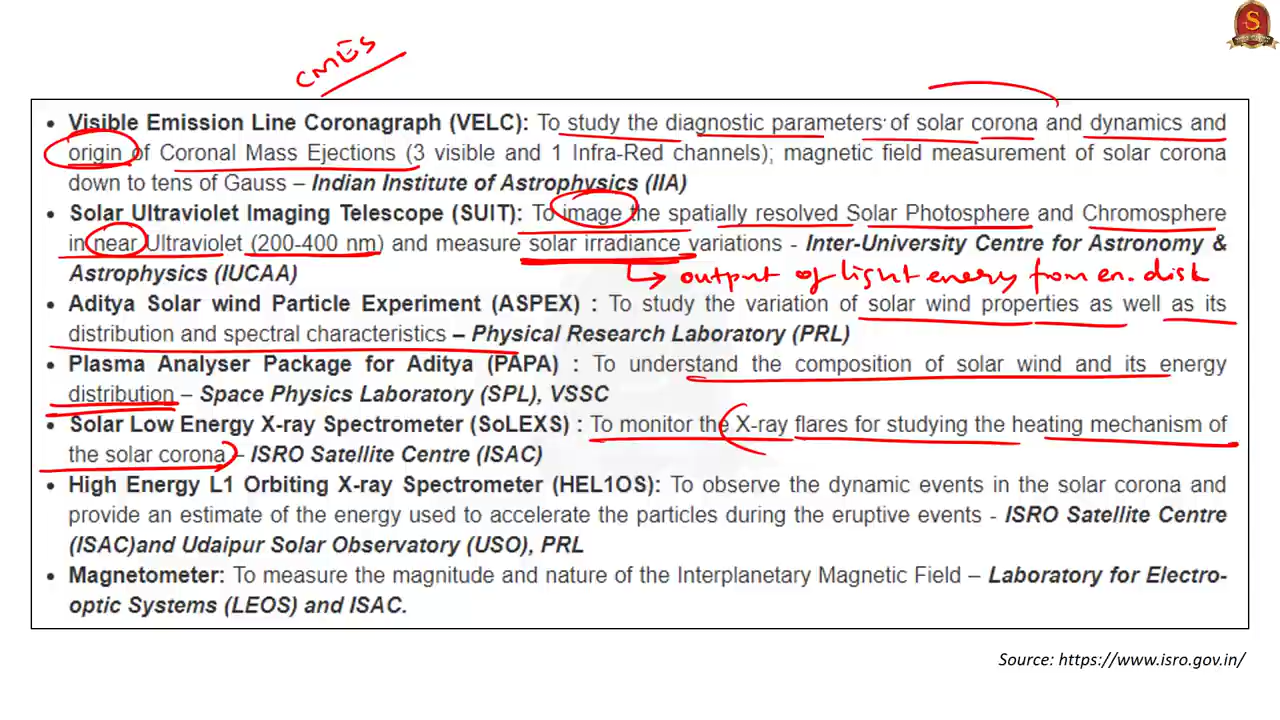 CMEs
• Visible Emission Line Coronagraph (VELC): To study the diagnostic parameters of solar corona and dynamics and
origin of Coronal Mass Ejections (3 visible and 1 Infra-Red channels); magnetic field measurement of solar corona
down to tens of Gauss – Indian Institute of Astrophysics (IIA)
• Solar Ultraviolet Imaging Telescope (SUIT): To image the spatially resolved Solar Photosphere and Chromosphere
in near Ultraviolet (200-400 nm) and measure solar irradiance variations - Inter-University Centre for Astronomy &
Astrophysics (IUCAA)
output of light energy from en. disk
• Aditya Solar wind Particle Experiment (ASPEX) : To study the variation of solar wind properties as well as its
distribution and spectral characteristics – Physical Research Laboratory (PRL)
• Plasma Analyser Package for Aditya (PAPA) : To understand the composition of solar wind and its energy
distribution – Space Physics Laboratory (SPL), VSSC
• Solar Low Energy X-ray Spectrometer (SoLEXS) : To monitor the X-ray flares for studying the heating mechanism of
the solar corona – ISRO Satellite Centre (ISAC)
• High Energy L1 Orbiting X-ray Spectrometer (HEL1OS): To observe the dynamic events in the solar corona and
provide an estimate of the energy used to accelerate the particles during the eruptive events - ISRO Satellite Centre
(ISAC)and Udaipur Solar Observatory (USO), PRL
• Magnetometer: To measure the magnitude and nature of the Interplanetary Magnetic Field – Laboratory for Electro-
optic Systems (LEOS) and ISAC.
Source: https://www.isro.gov.in/